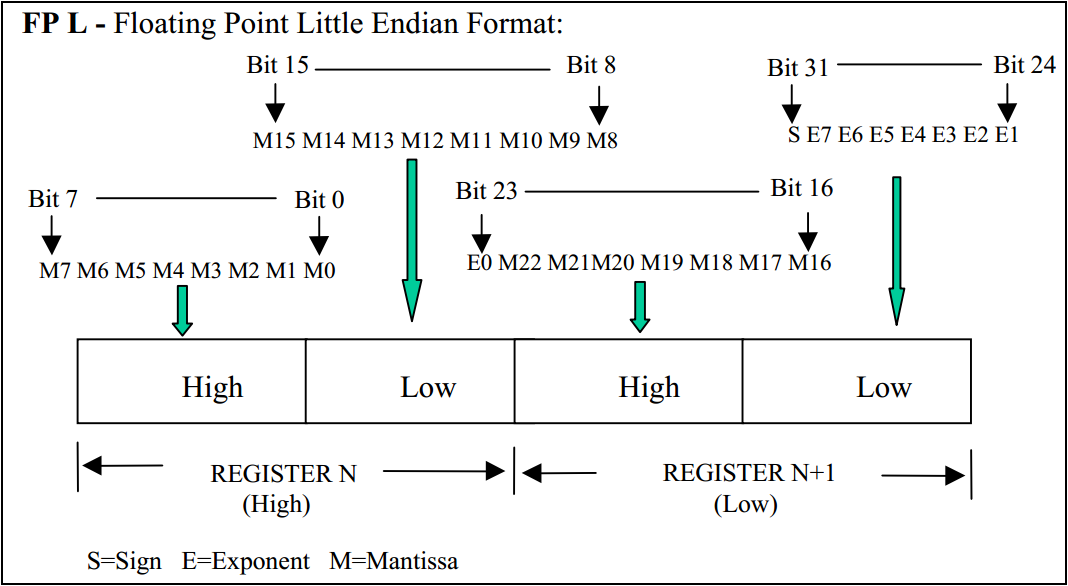 FP L - Floating Point Little Endian Format:
Bit 15 Bit 8
Bit 31 Bit 24
M15 M14 M13 M12 M11 M10 M9 M8
S E7 E6 E5 E4 E3 E2 E1
Bit 7 Bit 0
Bit 23 Bit 16
M7 M6 M5 M4 M3 M2 M1 M0
E0 M22 M21M20 M19 M18 M17 M16
High Low High Low
REGISTER N
(High)
REGISTER N+1
(Low)
S=Sign E=Exponent M=Mantissa